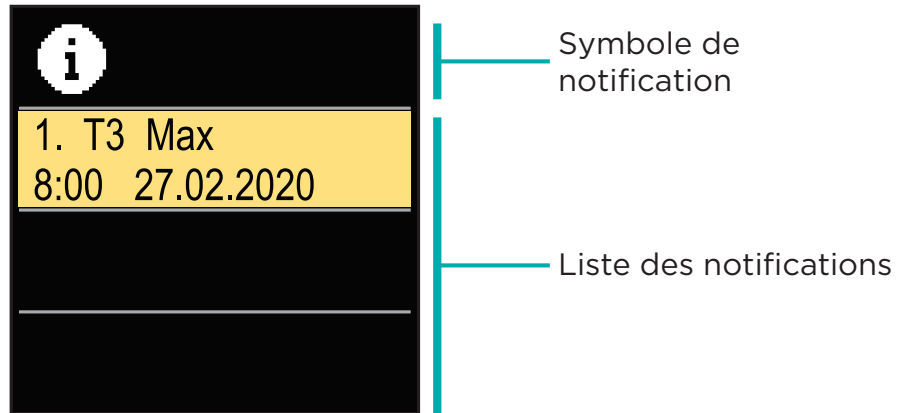 i
Symbole de
notification
1. T3 Max
8:00 27.02.2020
Liste des notifications